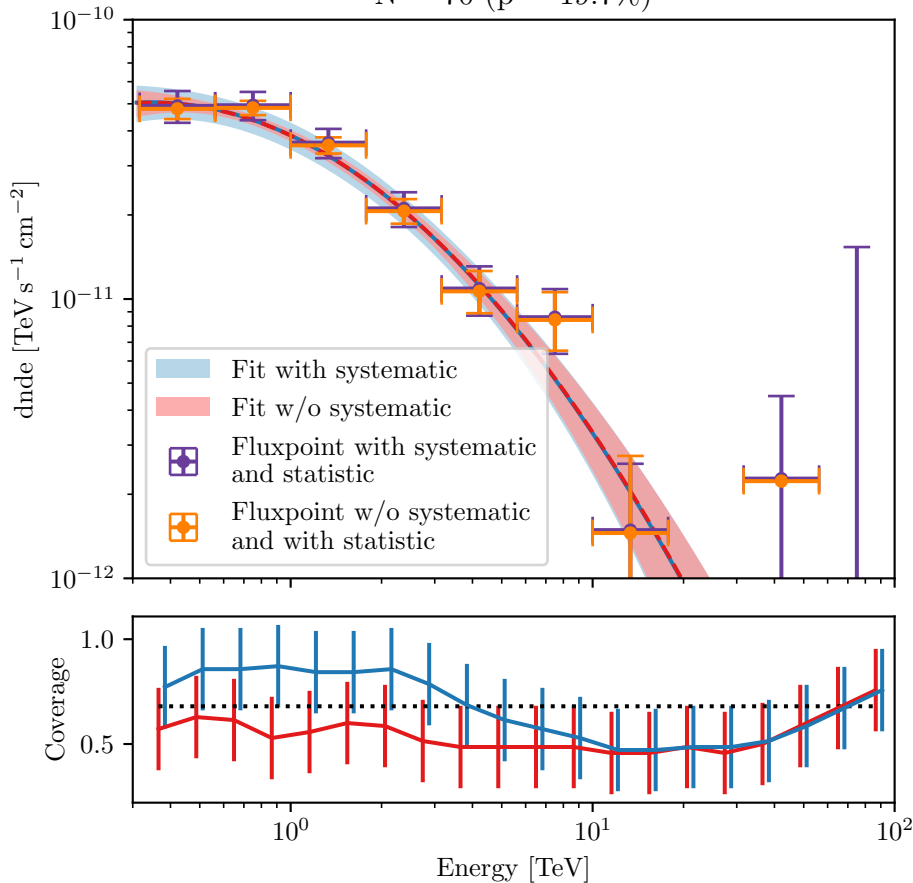 10^{-10}
dnde [TeV s^{-1} cm^{-2}]
10^{-11}
Fit with systematic
Fit w/o systematic
Fluxpoint with systematic
and statistic
Fluxpoint w/o systematic
and with statistic
10^{-12}
1.0
Coverage
0.5
10^0
10^1
10^2
Energy [TeV]